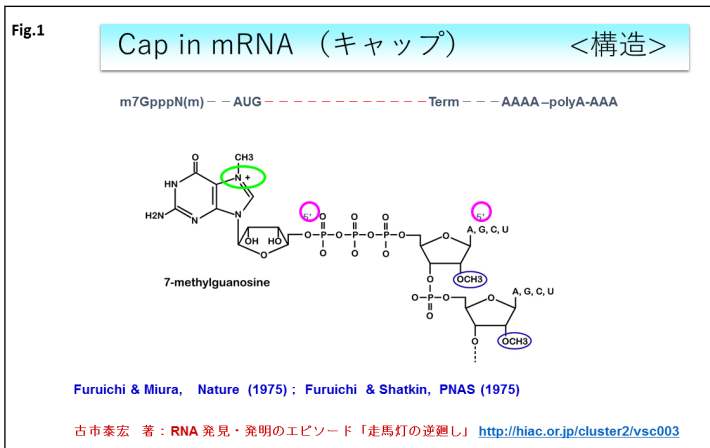 Fig.1
Cap in mRNA （キャップ） <構造>
m7GpppN(m)－－AUG－－－－－－－－－－－Term－－－AAAA–polyA-AAA
O
CH3
HN
N
+
5'
5'
H2N
N
N
O O O
A, G, C, U
OH HO
O–P–O–P–O–P–O
O
O
O O O
7-methylguanosine
O
OCH3
O
A, G, C, U
O–P–O
O
O
O
OCH3
Furuichi & Miura, Nature (1975) ; Furuichi & Shatkin, PNAS (1975)
古市泰宏 著：RNA 発見・発明のエピソード「走馬灯の逆廻し」 http://hiac.or.jp/cluster2/vsc003